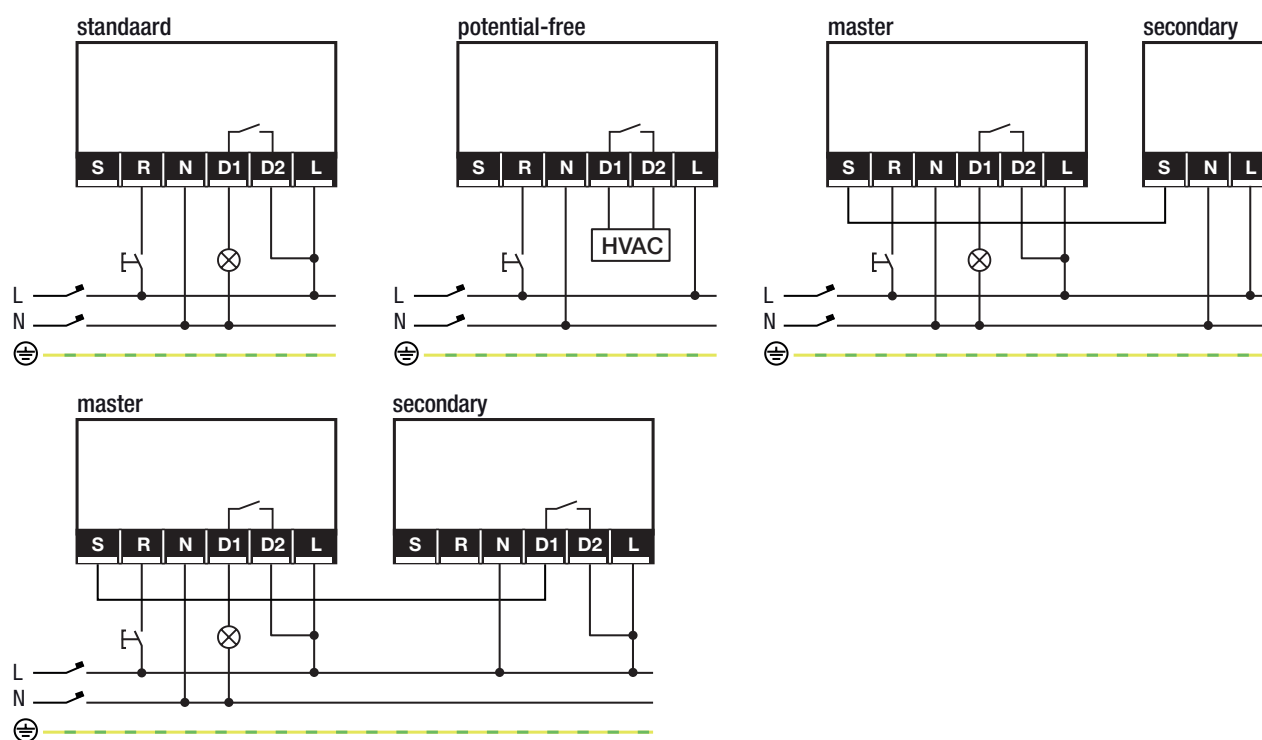 standaard
S R N D1 D2 L
L
N
potential-free
S R N D1 D2 L
HVAC
L
N
master
S R N D1 D2 L
secondary
S N L
L
N
master
S R N D1 D2 L
secondary
S R N D1 D2 L
L
N